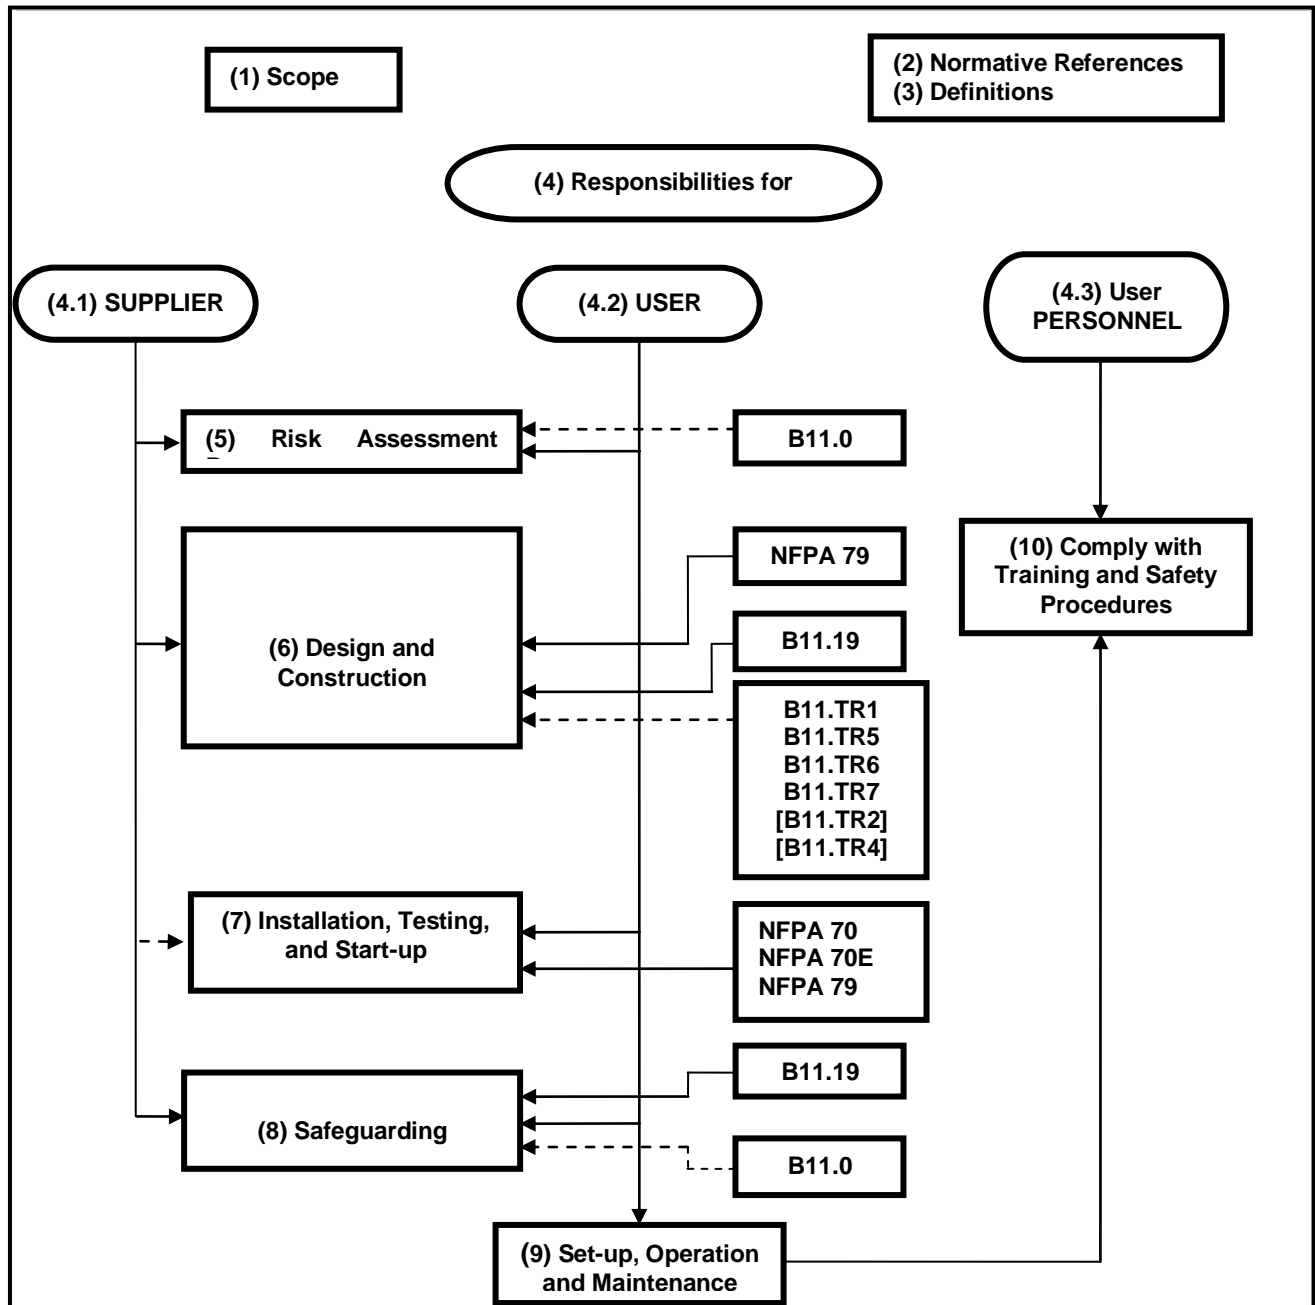 (1) Scope
(2) Normative References
(3) Definitions
(4) Responsibilities for
(4.1) SUPPLIER
(4.2) USER
(4.3) User
PERSONNEL
(5) Risk Assessment
B11.0
(6) Design and
Construction
NFPA 79
B11.19
B11.TR1
B11.TR5
B11.TR6
B11.TR7
[B11.TR2]
[B11.TR4]
(10) Comply with
Training and Safety
Procedures
(7) Installation, Testing,
and Start-up
NFPA 70
NFPA 70E
NFPA 79
(8) Safeguarding
B11.19
B11.0
(9) Set-up, Operation
and Maintenance